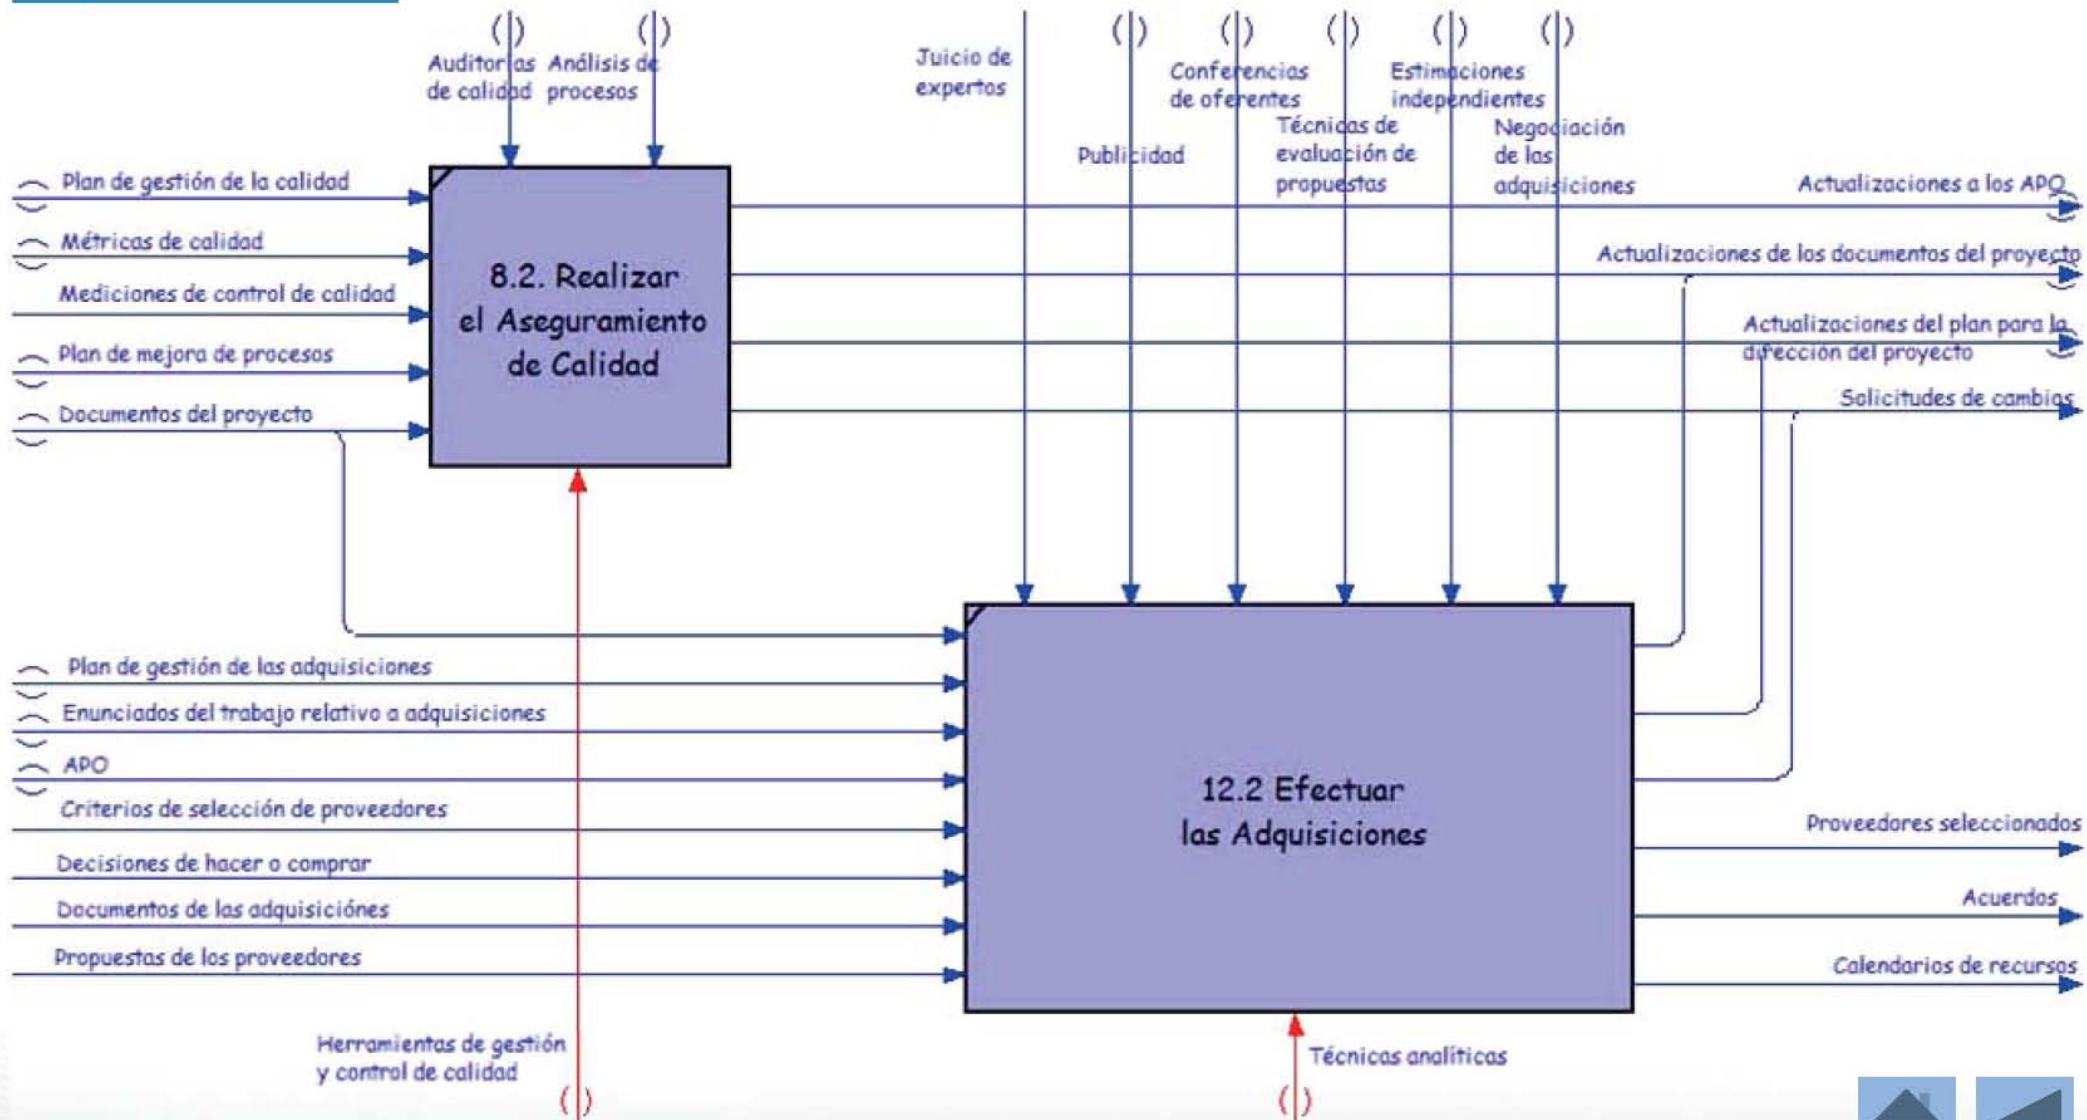 Auditorías
de calidad
Análisis de
procesos
Juicio de
expertos
Publicidad
Conferencias
de oferentes
Técnicas de
evaluación de
propuestas
Estimaciones
independientes
Negociación
de las
adquisiciones
Plan de gestión de la calidad
Métricas de calidad
Mediciones de control de calidad
Plan de mejora de procesos
Documentos del proyecto
8.2. Realizar
el Aseguramiento
de Calidad
Actualizaciones a los APO
Actualizaciones de los documentos del proyecto
Actualizaciones del plan para la
dirección del proyecto
Solicitudes de cambios
Plan de gestión de las adquisiciones
Enunciados del trabajo relativo a adquisiciones
APO
Criterios de selección de proveedores
Decisiones de hacer o comprar
Documentos de las adquisiciónes
Propuestas de los proveedores
12.2 Efectuar
las Adquisiciones
Proveedores seleccionados
Acuerdos
Calendarios de recursos
Herramientas de gestión
y control de calidad
Técnicas analíticas